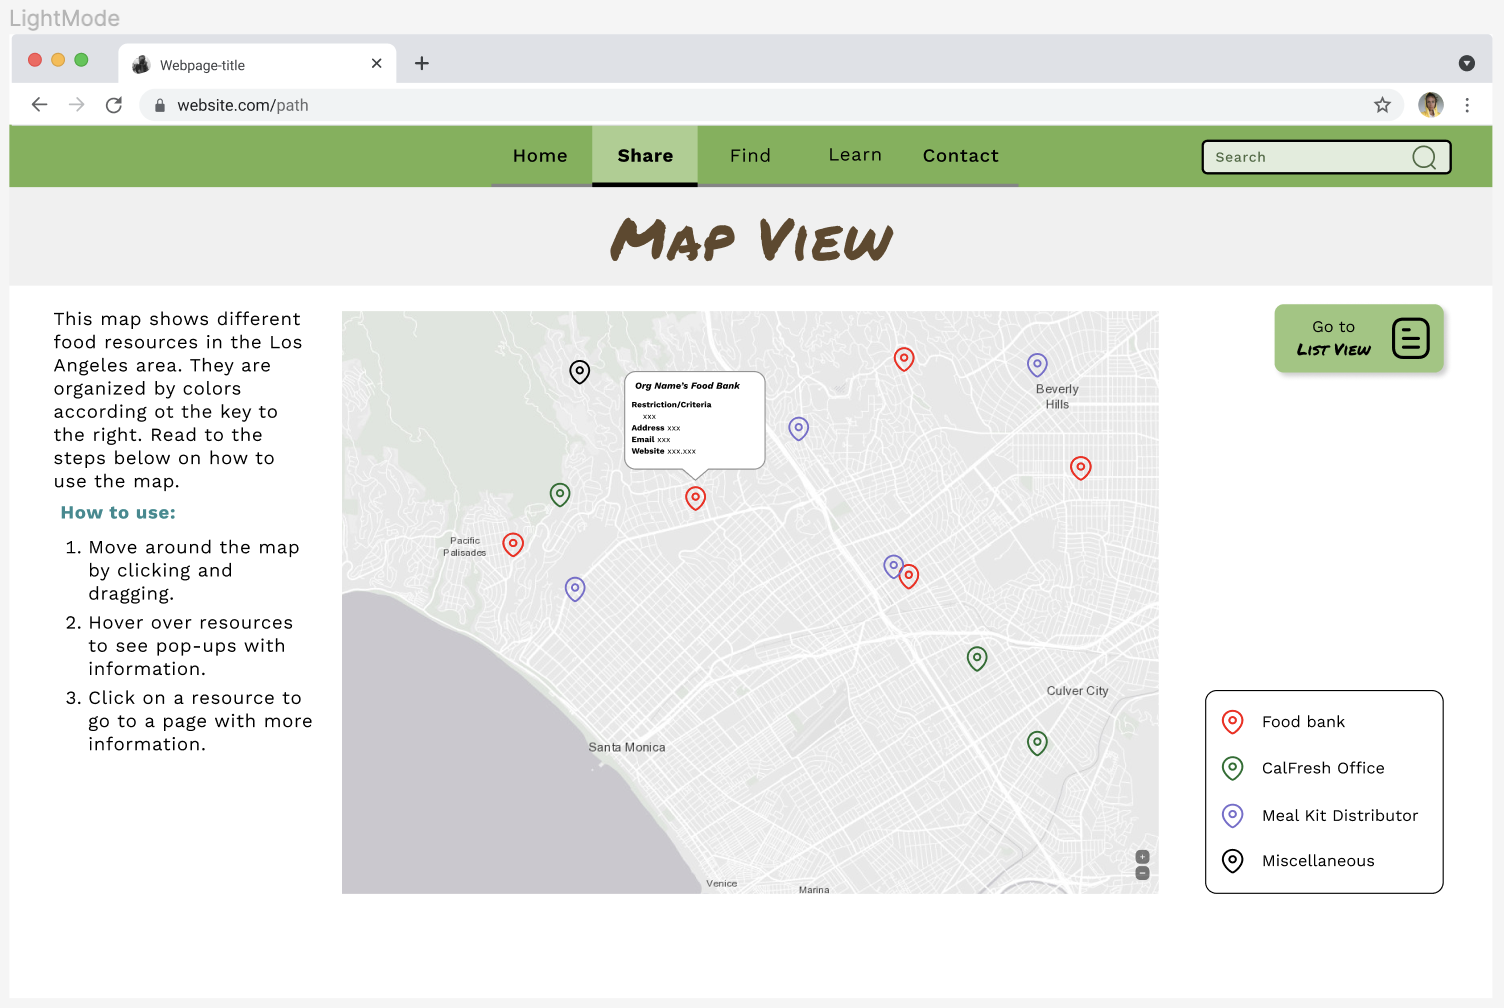 LightMode
Webpage-title
website.com/path
Home
Share
Find
Learn
Contact
Search
Map View
This map shows different
food resources in the Los
Angeles area. They are
organized by colors
according ot the key to
the right. Read to the
steps below on how to
use the map.
How to use:
1. Move around the map
by clicking and
dragging.
2. Hover over resources
to see pop-ups with
information.
3. Click on a resource to
go to a page with more
information.
Org Name's Food Bank
Restriction/Criteria
xxx
Address xxx
Email xxx
Website xxx.xxx
Beverly
Hills
Pacific
Palisades
Culver City
Santa Monica
Venice
Marina
+
−
Go to
List View
Food bank
CalFresh Office
Meal Kit Distributor
Miscellaneous